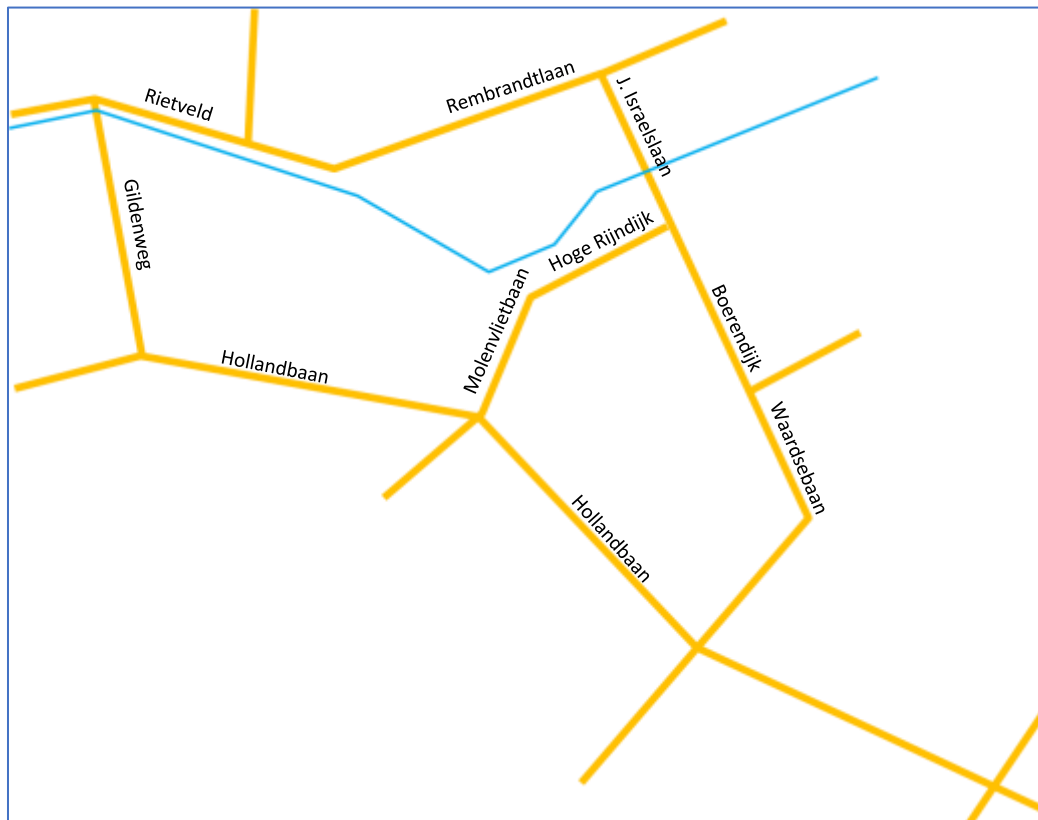 Rembrandtlaan
Rietveld
J. Israelslaan
Gildenweg
Hoge Rijndijk
Molenvlietbaan
Boerendijk
Hollandbaan
Waardsebaan
Hollandbaan